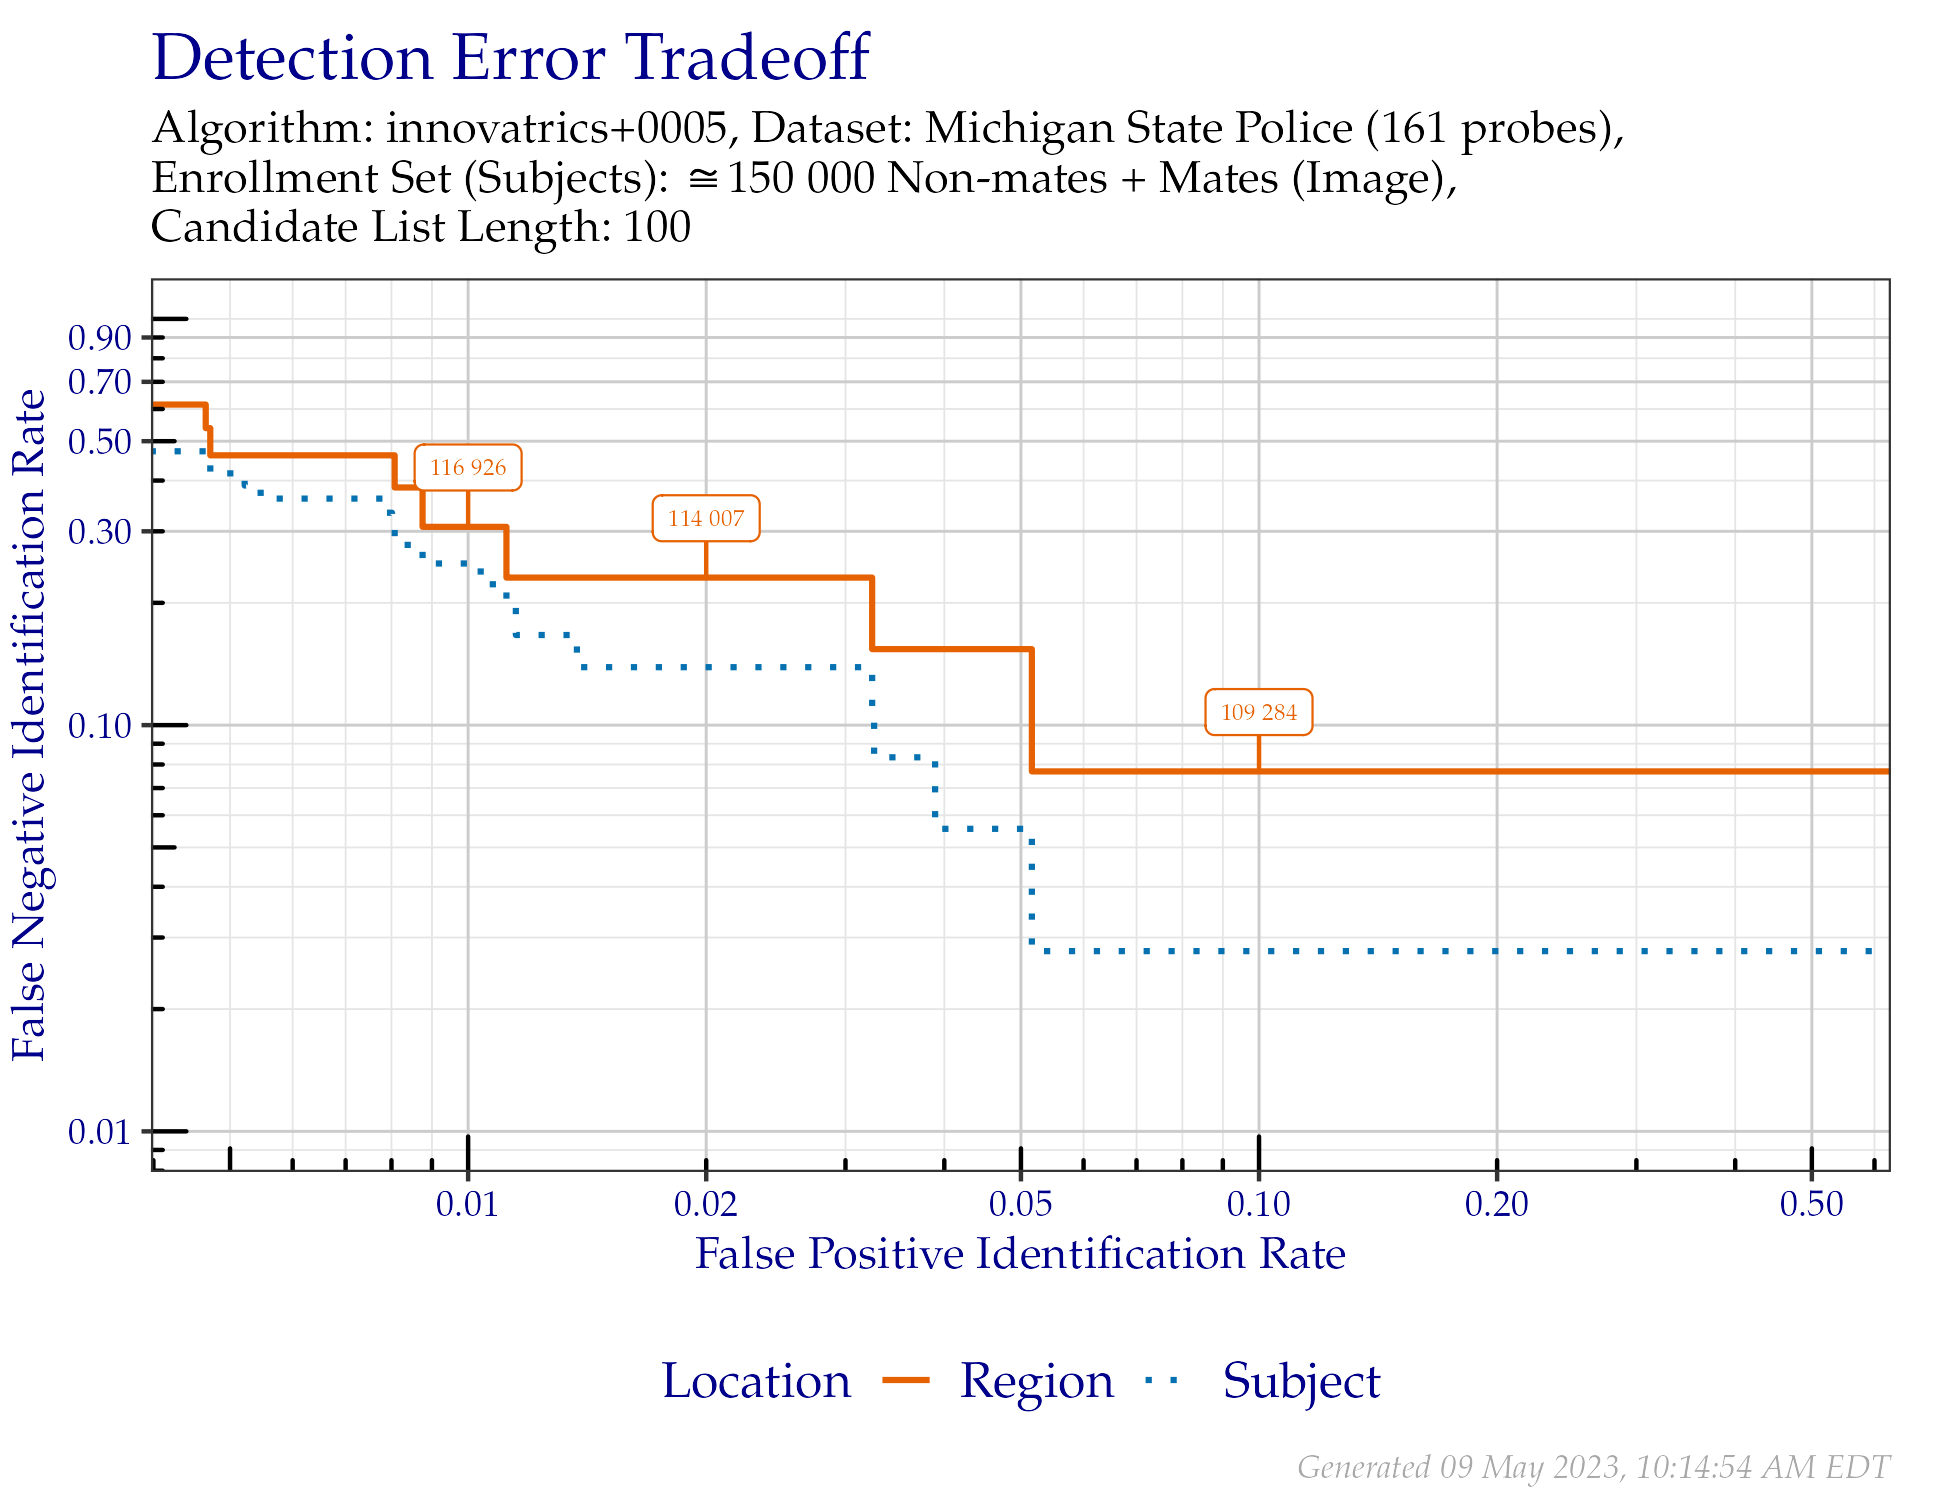 Detection Error Tradeoff
Algorithm: innovatrics+0005, Dataset: Michigan State Police (161 probes),
Enrollment Set (Subjects): ≅ 150 000 Non-mates + Mates (Image),
Candidate List Length: 100
False Negative Identification Rate
0.90
0.70
0.50
0.30
0.10
0.01
116 926
114 007
109 284
0.01 0.02 0.05 0.10 0.20 0.50
False Positive Identification Rate
Location Region Subject
Generated 09 May 2023, 10:14:54 AM EDT